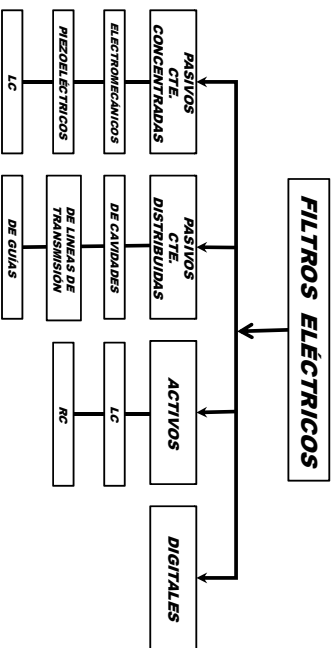 FILTROS ELÉCTRICOS
PASIVOS
CTE.
CONCENTRADAS
ELECTROMECÁNICOS
PIEZOELÉCTRICOS
LC
PASIVOS
CTE.
DISTRIBUIDAS
DE CAVIDADES
DE LINEAS DE
TRANSMISIÓN
DE GUÍAS
ACTIVOS
LC
RC
DIGITALES